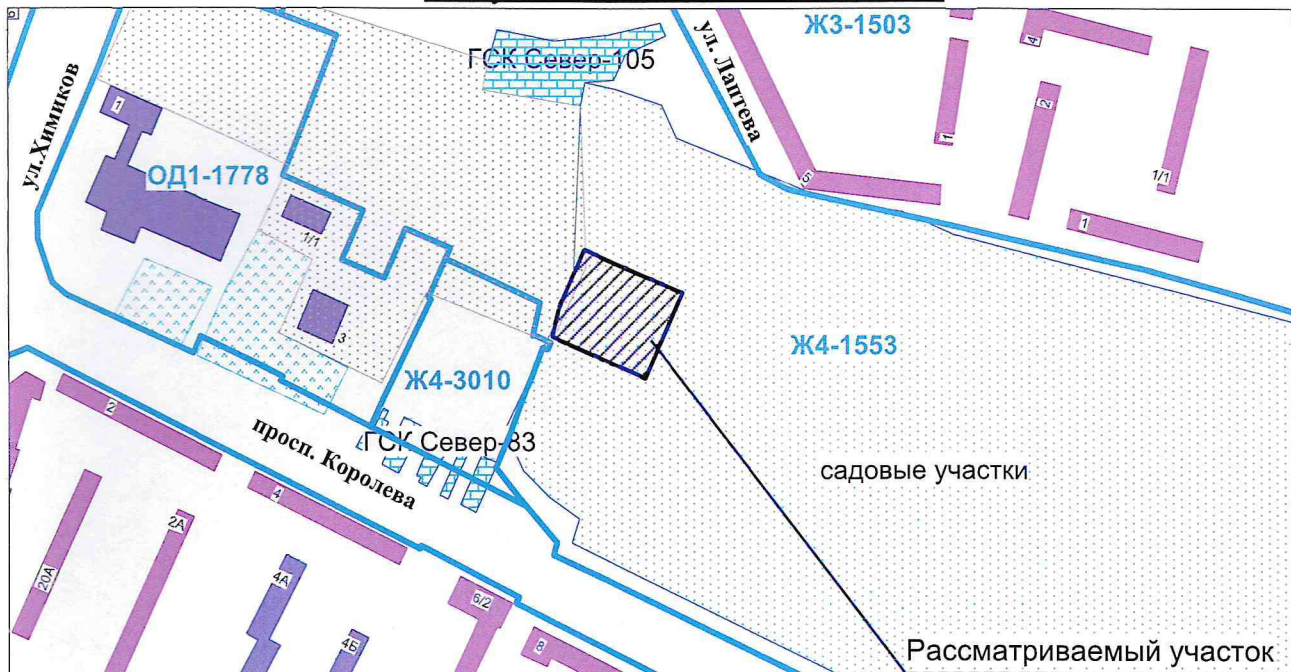 Ж3-1503
ГСК Север-105
ул. Лаптева
ул.Химиков
4
2
1
1/1
1
5
1
ОД1-1778
1/1
3
Ж4-1553
Ж4-3010
ГСК Север-83
просп. Королева
садовые участки
2
4
2А
20А
4А
4Б
6/2
8
Рассматриваемый участок